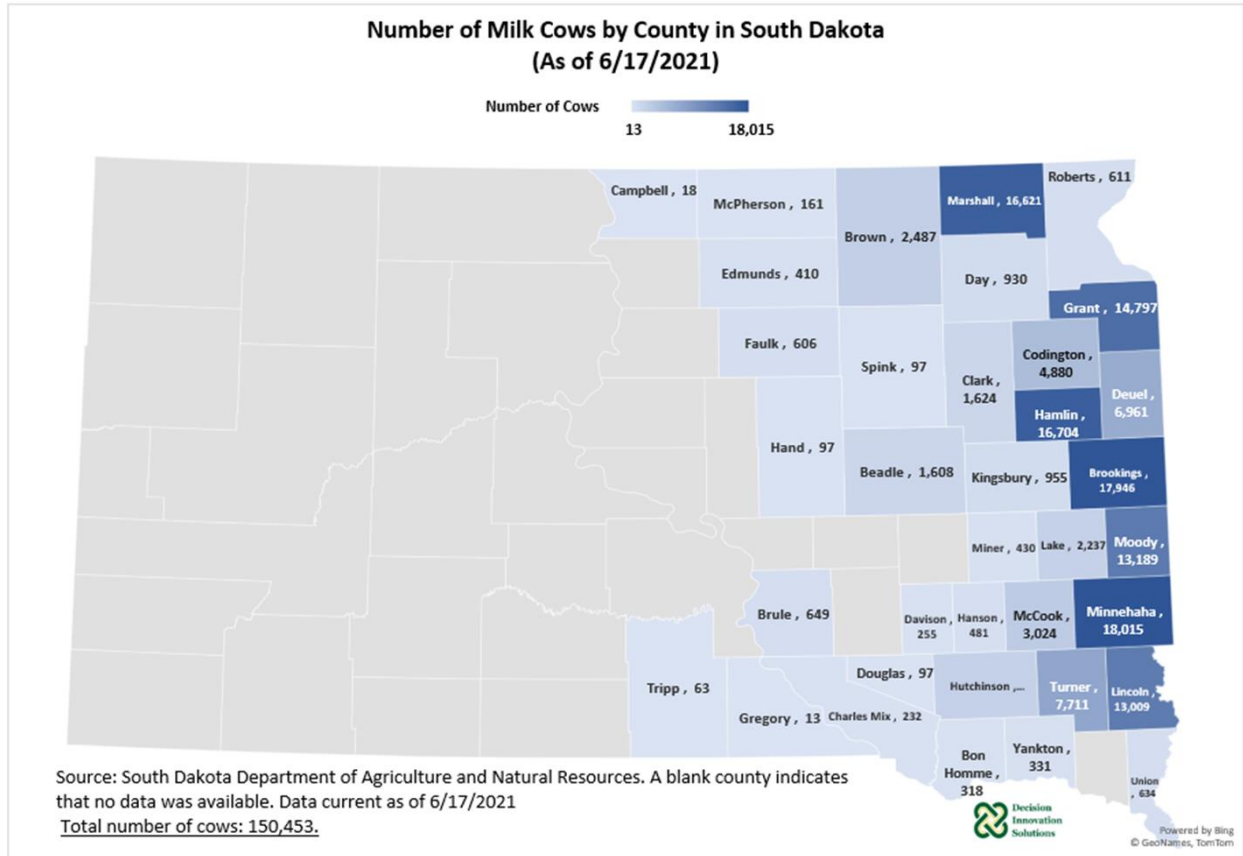 Number of Milk Cows by County in South Dakota
(As of 6/17/2021)
Number of Cows
13 18,015
Campbell , 18
McPherson , 161
Brown , 2,487
Marshall , 16,621
Roberts , 611
Edmunds , 410
Day , 930
Grant , 14,797
Faulk , 606
Spink , 97
Clark ,
1,624
Codington ,
4,880
Deuel ,
6,961
Hamlin ,
16,704
Hand , 97
Beadle , 1,608
Kingsbury , 955
Brookings ,
17,946
Miner , 430
Lake , 2,237
Moody ,
13,189
Brule , 649
Davison ,
255
Hanson ,
481
McCook ,
3,024
Minnehaha ,
18,015
Tripp , 63
Gregory , 13
Douglas , 97
Charles Mix , 232
Hutchinson ,...
Turner ,
7,711
Lincoln ,
13,009
Bon
Homme ,
318
Yankton ,
331
Union
, 634
Source: South Dakota Department of Agriculture and Natural Resources. A blank county indicates
that no data was available. Data current as of 6/17/2021
Total number of cows: 150,453.
Decision
Innovation
Solutions
Powered by Bing
© GeoNames, TomTom